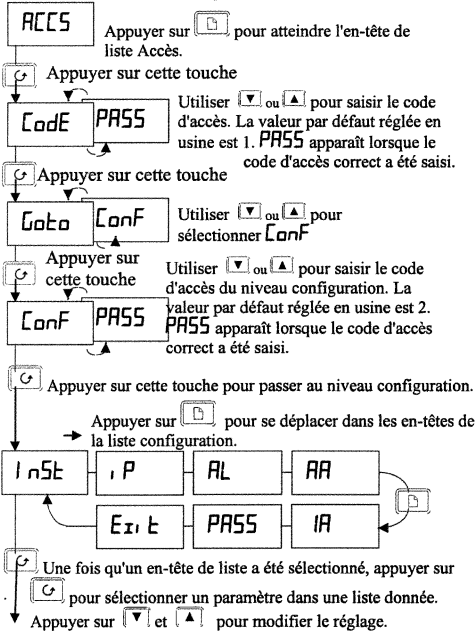 ACCS
Appuyer sur pour atteindre l'en-tête de
liste Accès.
Appuyer sur cette touche
CodE PASS
Utiliser ou pour saisir le code
d'accès. La valeur par défaut réglée en
usine est 1. PASS apparaît lorsque le
code d'accès correct a été saisi.
Appuyer sur cette touche
Goto ConF
Utiliser ou pour
sélectionner ConF
Appuyer sur
cette touche
ConF PASS
Utiliser ou pour saisir le code
d'accès du niveau configuration. La
valeur par défaut réglée en usine est 2.
PASS apparaît lorsque le code d'accès
correct a été saisi.
Appuyer sur cette touche pour passer au niveau configuration.
Appuyer sur pour se déplacer dans les en-têtes de
la liste configuration.
InSt iP AL AA
Exit PASS 1A
Une fois qu'un en-tête de liste a été sélectionné, appuyer sur
pour sélectionner un paramètre dans une liste donnée.
Appuyer sur et pour modifier le réglage.